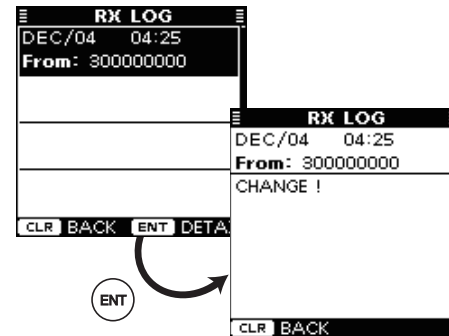 RX LOG
DEC/04 04:25
From: 300000000
CLR BACK ENT
RX LOG
DEC/04 04:25
From: 300000000
CHANGE !
CLR BACK
ENT